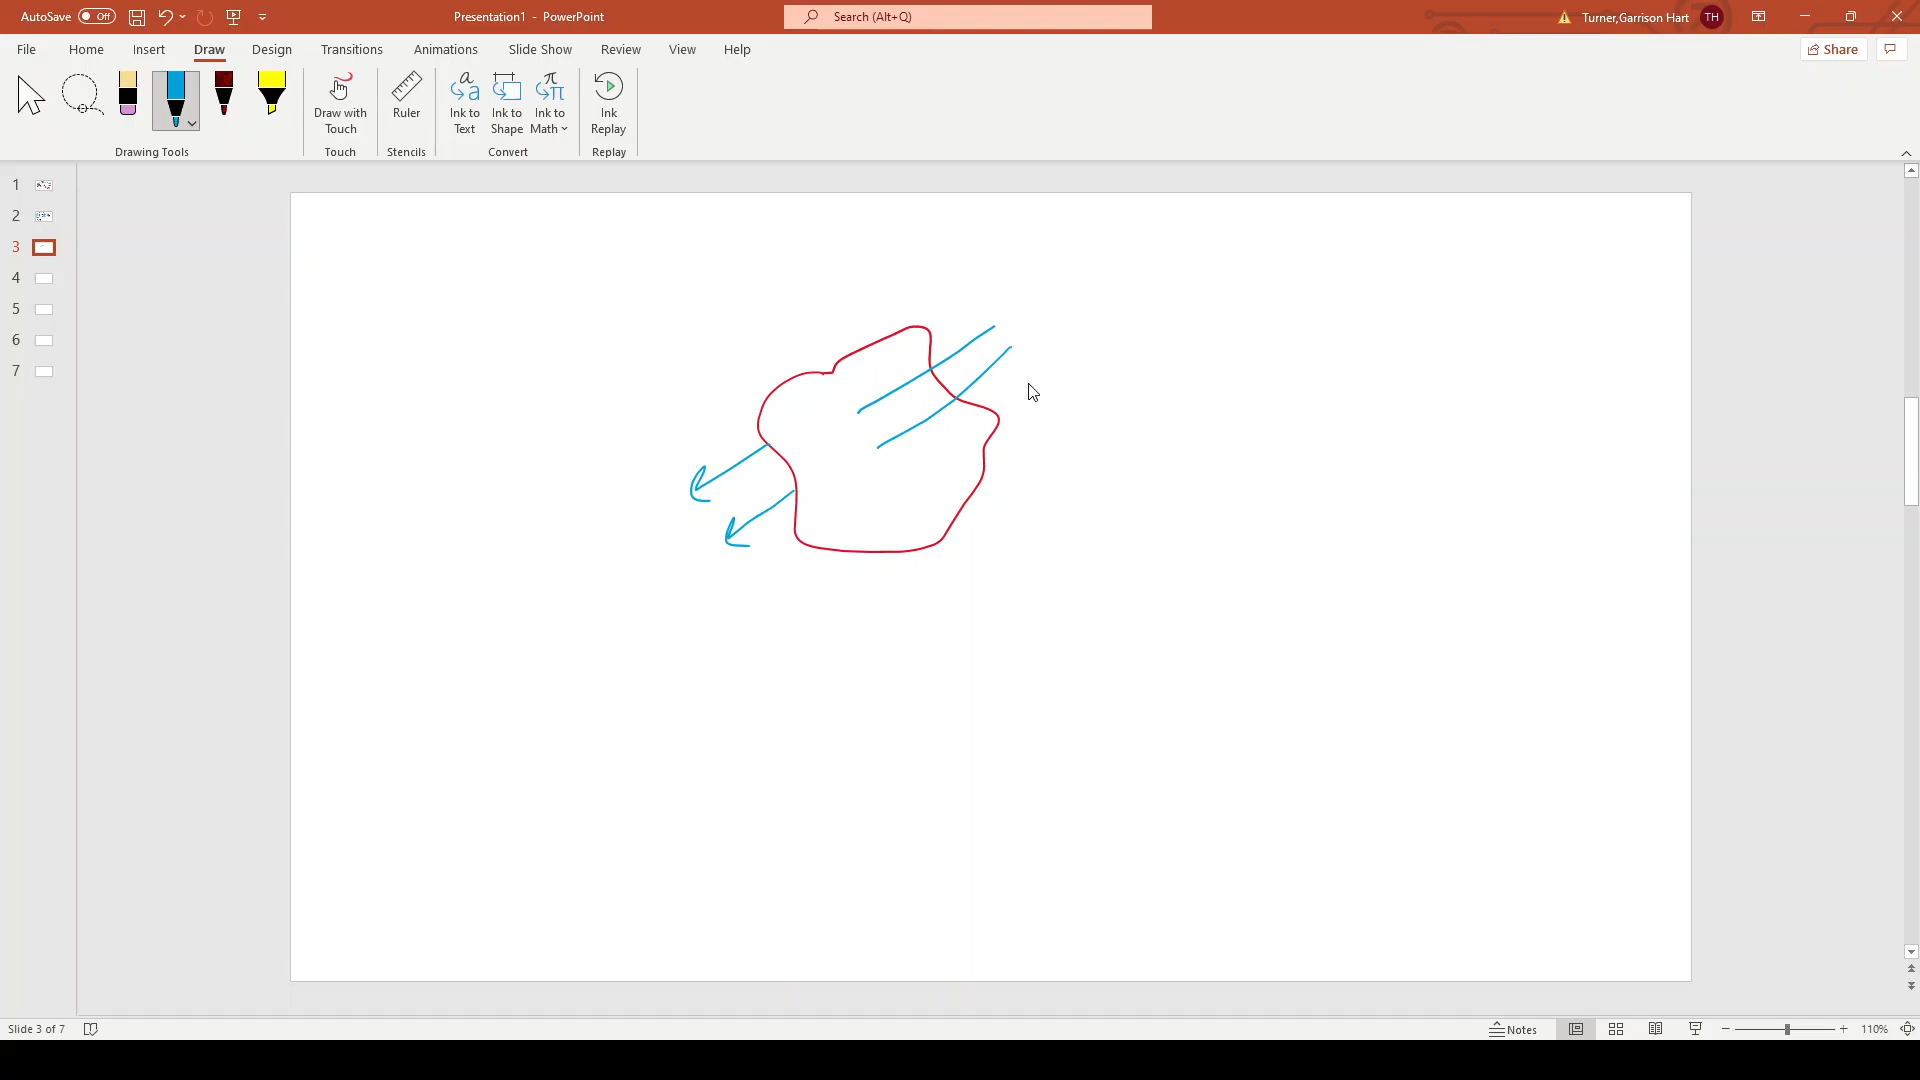 AutoSave Off Presentation1 - PowerPoint Search (Alt+Q) Turner,Garrison Hart TH
File Home Insert Draw Design Transitions Animations Slide Show Review View Help Share
Draw with Touch
Ruler
Ink to Text
Ink to Shape
Ink to Math
Ink Replay
Drawing Tools Touch Stencils Convert Replay
1
2
3
4
5
6
7
Slide 3 of 7 Notes 110%